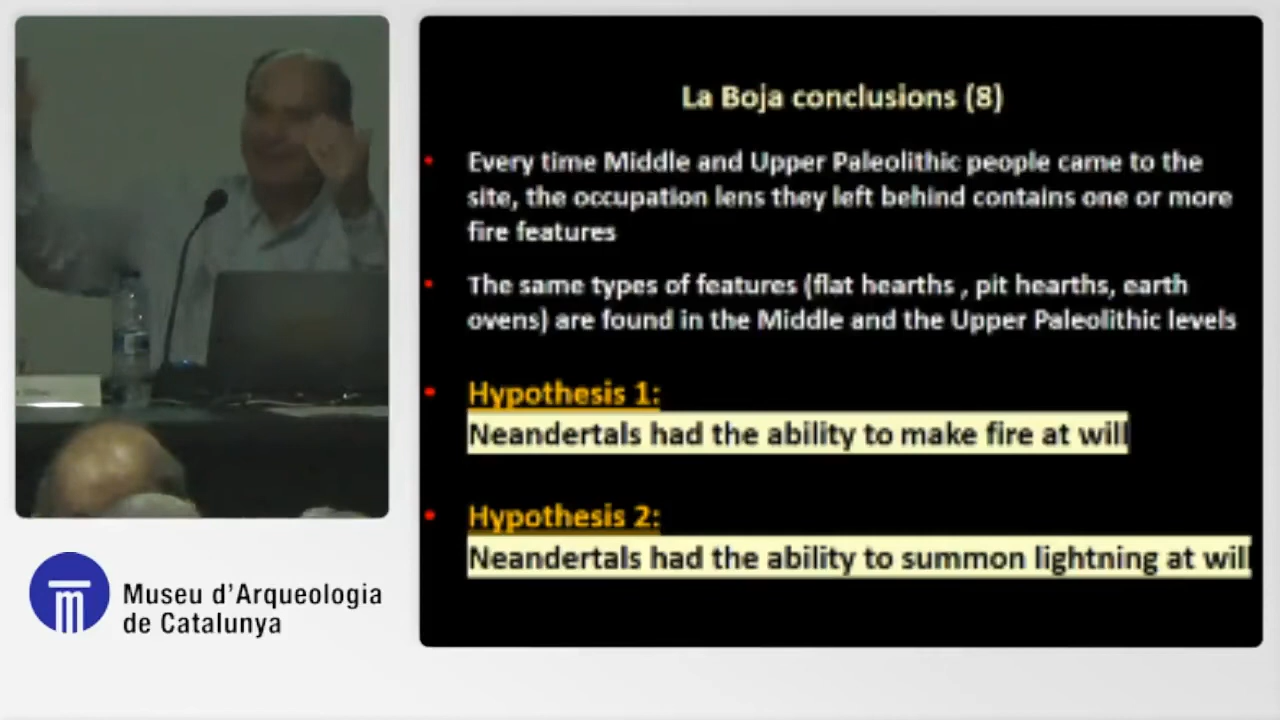 La Boja conclusions (8)
• Every time Middle and Upper Paleolithic people came to the
site, the occupation lens they left behind contains one or more
fire features
• The same types of features (flat hearths , pit hearths, earth
ovens) are found in the Middle and the Upper Paleolithic levels
• Hypothesis 1:
Neandertals had the ability to make fire at will
• Hypothesis 2:
Neandertals had the ability to summon lightning at will
Museu d'Arqueologia
de Catalunya